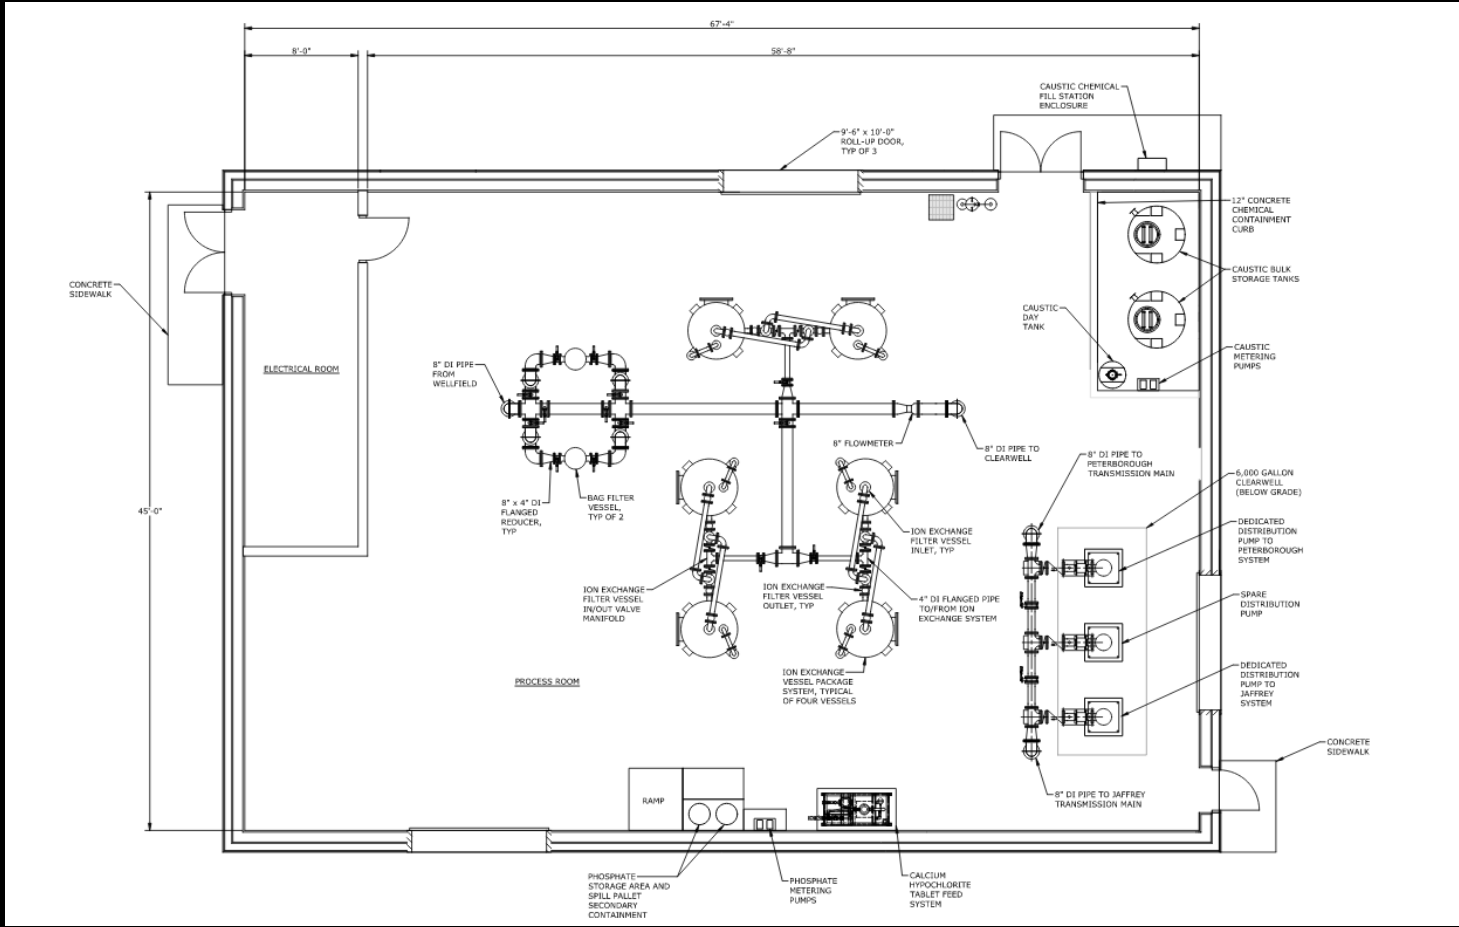 67'-4"
8'-0"
58'-8"
CAUSTIC CHEMICAL
FILL STATION
ENCLOSURE
9'-6" x 10'-0"
ROLL-UP DOOR,
TYP OF 3
12" CONCRETE
CHEMICAL
CONTAINMENT
CURB
CONCRETE
SIDEWALK
CAUSTIC BULK
STORAGE TANKS
CAUSTIC
DAY
TANK
CAUSTIC
METERING
PUMPS
ELECTRICAL ROOM
8" DI PIPE
FROM
WELLFIELD
8" FLOWMETER
8" DI PIPE TO
CLEARWELL
8" DI PIPE TO
PETERBOROUGH
TRANSMISSION MAIN
6,000 GALLON
CLEARWELL
(BELOW GRADE)
45'-0"
8" x 4" DI
FLANGED
REDUCER,
TYP
BAG FILTER
VESSEL,
TYP OF 2
ION EXCHANGE
FILTER VESSEL
INLET, TYP
DEDICATED
DISTRIBUTION
PUMP TO
PETERBOROUGH
SYSTEM
ION EXCHANGE
FILTER VESSEL
IN/OUT VALVE
MANIFOLD
ION EXCHANGE
FILTER VESSEL
OUTLET, TYP
4" DI FLANGED PIPE
TO/FROM ION
EXCHANGE SYSTEM
SPARE
DISTRIBUTION
PUMP
PROCESS ROOM
ION EXCHANGE
VESSEL PACKAGE
SYSTEM, TYPICAL
OF FOUR VESSELS
DEDICATED
DISTRIBUTION
PUMP TO
JAFFREY
SYSTEM
CONCRETE
SIDEWALK
RAMP
8" DI PIPE TO JAFFREY
TRANSMISSION MAIN
PHOSPHATE
STORAGE AREA AND
SPILL PALLET
SECONDARY
CONTAINMENT
PHOSPHATE
METERING
PUMPS
CALCIUM
HYPOCHLORITE
TABLET FEED
SYSTEM